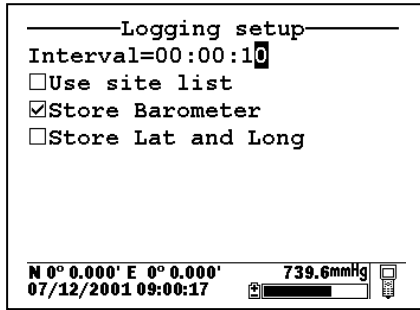 Logging setup
Interval=00:00:10
Use site list
Store Barometer
Store Lat and Long
N 0° 0.000' E 0° 0.000' 739.6mmHg
07/12/2001 09:00:17